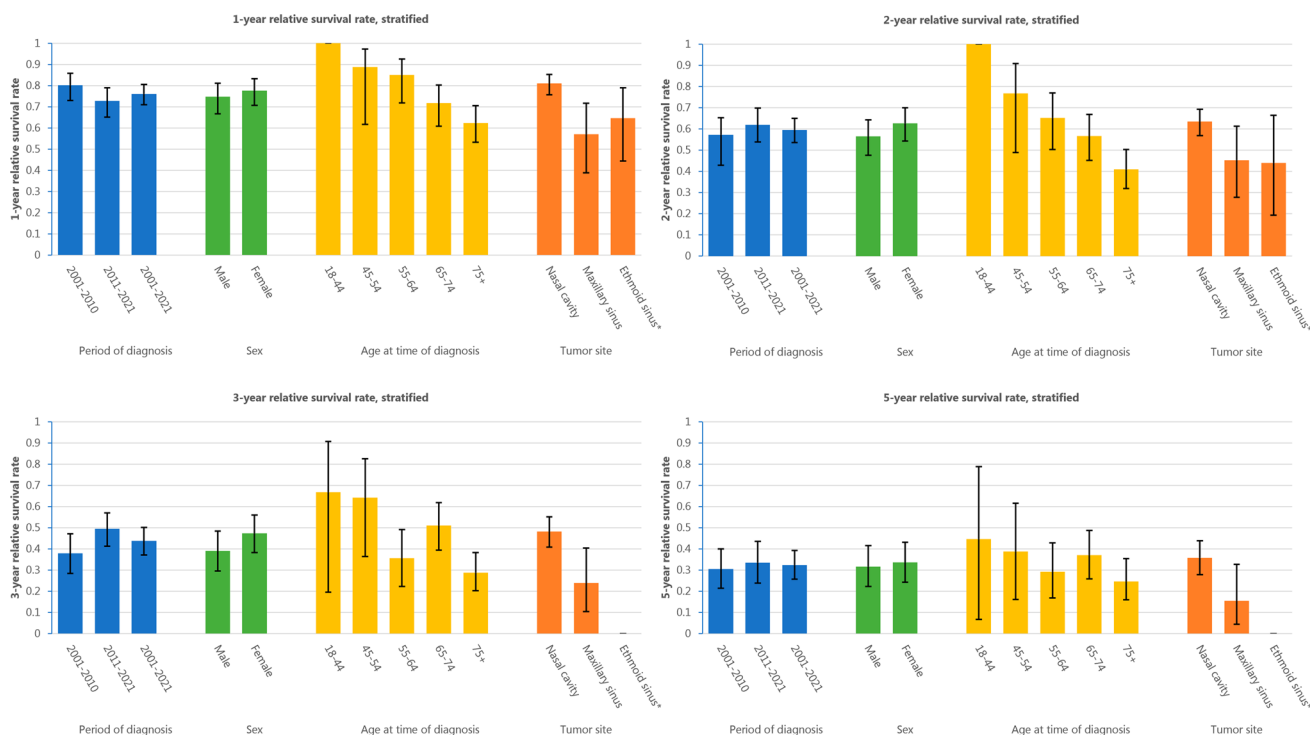 1-year relative survival rate, stratified
1-year relative survival rate
1
0.9
0.8
0.7
0.6
0.5
0.4
0.3
0.2
0.1
0
2001-2010
2011-2021
2001-2021
Male
Female
18-44
45-54
55-64
65-74
75+
Nasal cavity
Maxillary sinus
Ethmoid sinus*
Period of diagnosis
Sex
Age at time of diagnosis
Tumor site
2-year relative survival rate, stratified
2-year relative survival rate
1
0.9
0.8
0.7
0.6
0.5
0.4
0.3
0.2
0.1
0
2001-2010
2011-2021
2001-2021
Male
Female
18-44
45-54
55-64
65-74
75+
Nasal cavity
Maxillary sinus
Ethmoid sinus*
Period of diagnosis
Sex
Age at time of diagnosis
Tumor site
3-year relative survival rate, stratified
3-year relative survival rate
1
0.9
0.8
0.7
0.6
0.5
0.4
0.3
0.2
0.1
0
2001-2010
2011-2021
2001-2021
Male
Female
18-44
45-54
55-64
65-74
75+
Nasal cavity
Maxillary sinus
Ethmoid sinus*
Period of diagnosis
Sex
Age at time of diagnosis
Tumor site
5-year relative survival rate, stratified
5-year relative survival rate
1
0.9
0.8
0.7
0.6
0.5
0.4
0.3
0.2
0.1
0
2001-2010
2011-2021
2001-2021
Male
Female
18-44
45-54
55-64
65-74
75+
Nasal cavity
Maxillary sinus
Ethmoid sinus*
Period of diagnosis
Sex
Age at time of diagnosis
Tumor site